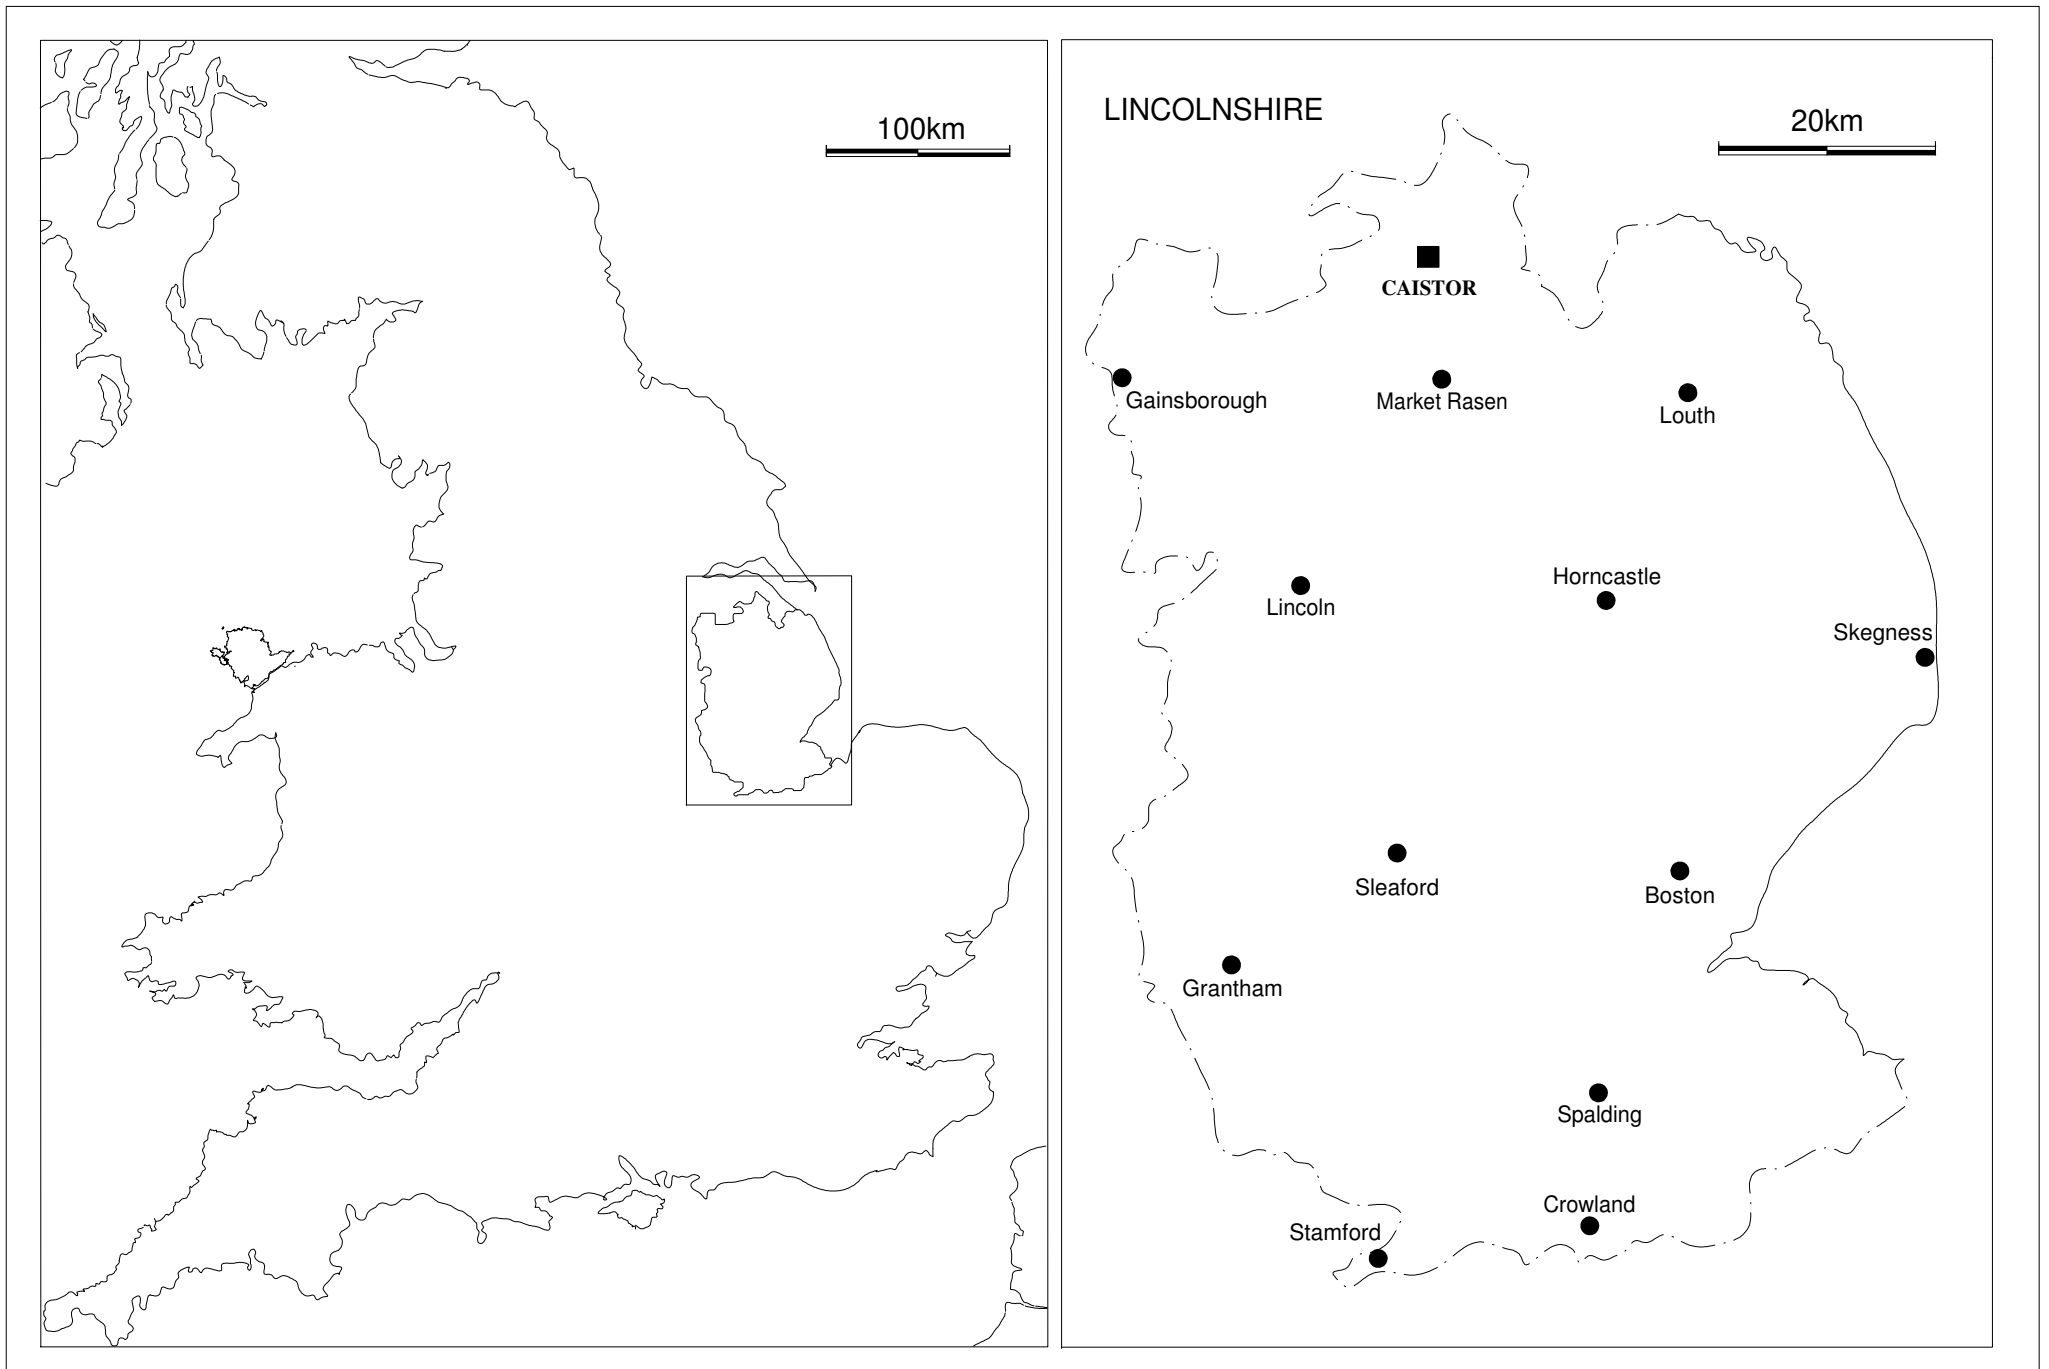 100km
LINCOLNSHIRE
20km
CAISTOR
Gainsborough
Market Rasen
Louth
Horncastle
Lincoln
Skegness
Sleaford
Boston
Grantham
Spalding
Crowland
Stamford